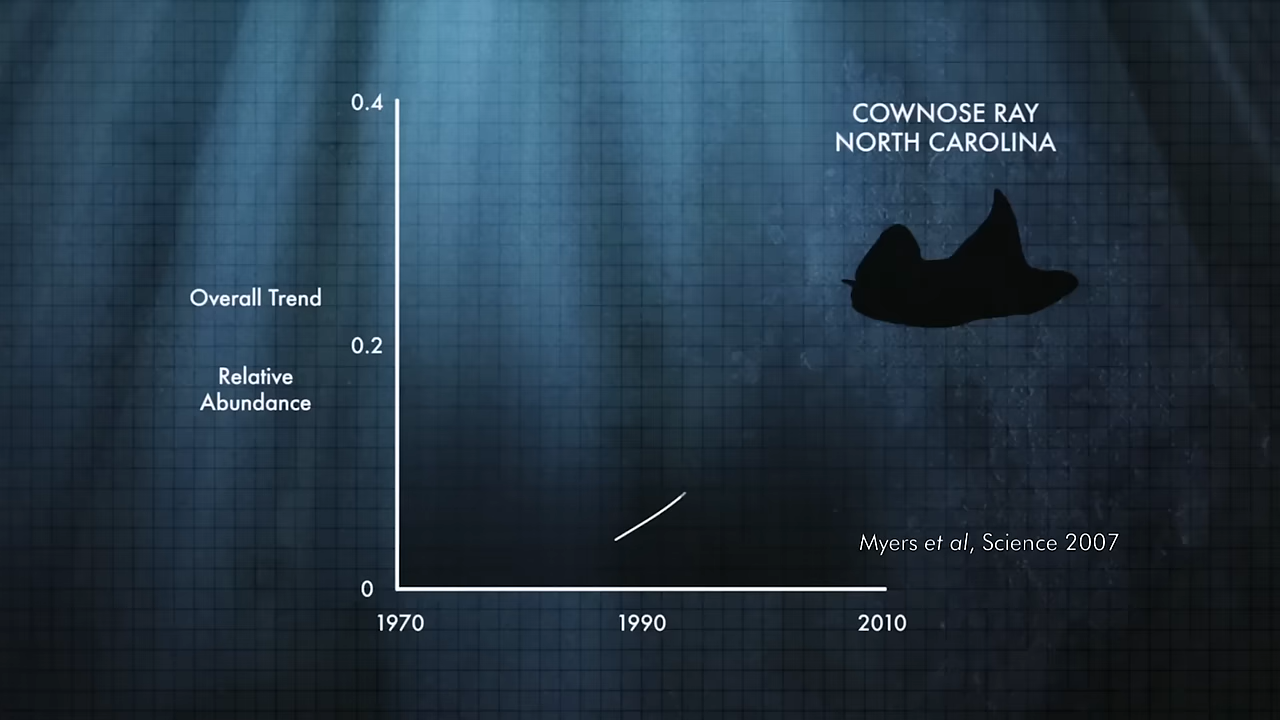 COWNOSE RAY
NORTH CAROLINA
0.4
Overall Trend
0.2
Relative
Abundance
Myers et al, Science 2007
0
1970
1990
2010